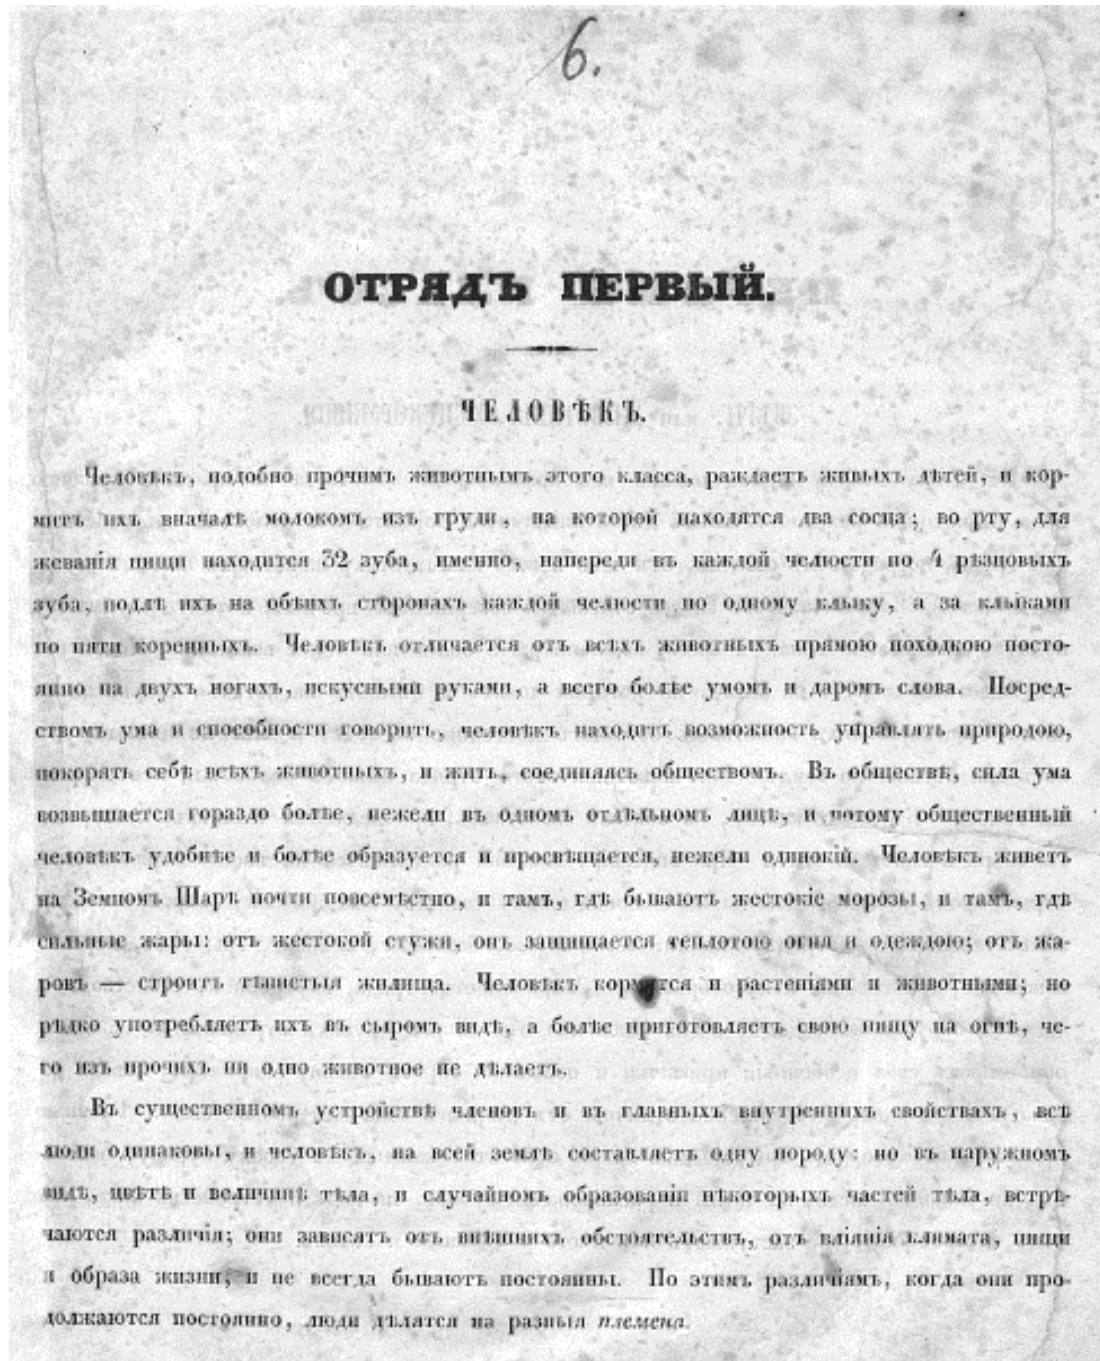 6.
ОТРЯДЪ ПЕРВЫЙ.
ЧЕЛОВѢКЪ.
Человѣкъ, подобно прочимъ животнымъ этого класса, раждаетъ живыхъ дѣтей, и кор-
митъ ихъ вначалѣ молокомъ изъ груди, на которой находятся два сосца; во рту, для
жеванія пищи находится 32 зуба, именно, напереди въ каждой челюсти по 4 рѣзцовыхъ
зуба, подлѣ ихъ на обѣихъ сторонахъ каждой челюсти по одному клыку, а за клыками
по пяти коренныхъ. Человѣкъ отличается отъ всѣхъ животныхъ прямою походкою посто-
янно на двухъ ногахъ, искусными руками, а всего болѣе умомъ и даромъ слова. Посред-
ствомъ ума и способности говорить, человѣкъ находитъ возможность управлять природою,
покорять себѣ всѣхъ животныхъ, и жить, соединяясь обществомъ. Въ обществѣ, сила ума
возвышается гораздо болѣе, нежели въ одномъ отдѣльномъ лицѣ, и потому общественный
человѣкъ удобнѣе и болѣе образуется и просвѣщается, нежели одинокій. Человѣкъ живетъ
на Земномъ Шарѣ почти повсемѣстно, и тамъ, гдѣ бываютъ жестокіе морозы, и тамъ, гдѣ
сильные жары: отъ жестокой стужи, онъ защищается теплотою огня и одеждою; отъ жа-
ровъ — строитъ тѣнистыя жилища. Человѣкъ кормится и растеніями и животными; но
рѣдко употребляетъ ихъ въ сыромъ видѣ, а болѣе приготовляетъ свою пищу на огнѣ, че-
го изъ прочихъ ни одно животное не дѣлаетъ.
Въ существенномъ устройствѣ членовъ и въ главныхъ внутреннихъ свойствахъ, всѣ
люди одинаковы, и человѣкъ, на всей землѣ составляетъ одну породу: но въ наружномъ
видѣ, цвѣтѣ и величинѣ тѣла, и случайномъ образованіи нѣкоторыхъ частей тѣла, встрѣ-
чаются различія; они зависятъ отъ внѣшнихъ обстоятельствъ, отъ вліянія климата, пищи
и образа жизни, и не всегда бываютъ постоянны. По этимъ различіямъ, когда они про-
должаются постоянно, люди дѣлятся на разныя племена.